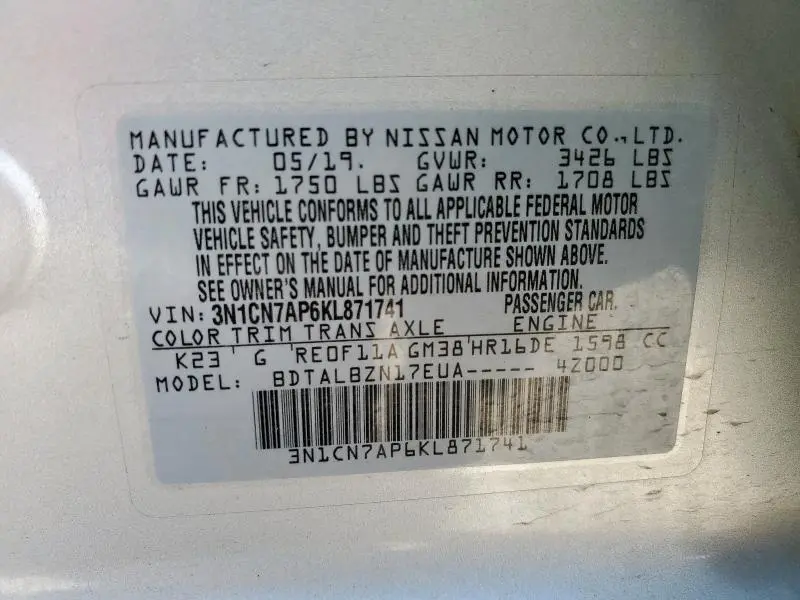 MANUFACTURED BY NISSAN MOTOR CO., LTD.
DATE: 05/19. GVWR: 3426 LBS
GAWR FR: 1750 LBS GAWR RR: 1708 LBS
THIS VEHICLE CONFORMS TO ALL APPLICABLE FEDERAL MOTOR
VEHICLE SAFETY, BUMPER AND THEFT PREVENTION STANDARDS
IN EFFECT ON THE DATE OF MANUFACTURE SHOWN ABOVE.
SEE OWNER'S MANUAL FOR ADDITIONAL INFORMATION.
VIN: 3N1CN7AP6KL871741 PASSENGER CAR.
COLOR TRIM TRANS AXLE ENGINE
K23 G RE0F11A GM38 HR16DE 1598 CC
MODEL: BDTALBZN17EUA----- 42000
3N1CN7AP6KL871741